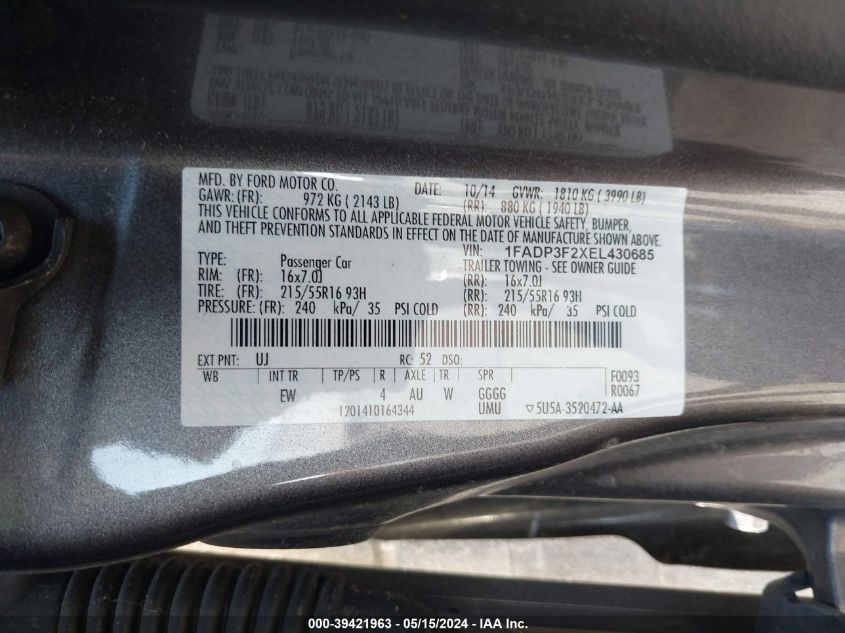 MFD. BY FORD MOTOR CO. DATE: 10/14 GVWR: 1810 KG ( 3990 LB)
GAWR: (FR): 972 KG ( 2143 LB) (RR): 880 KG ( 1940 LB)
THIS VEHICLE CONFORMS TO ALL APPLICABLE FEDERAL MOTOR VEHICLE SAFETY, BUMPER,
AND THEFT PREVENTION STANDARDS IN EFFECT ON THE DATE OF MANUFACTURE SHOWN ABOVE.
VIN: 1FADP3F2XEL430685
TYPE: Passenger Car TRAILER TOWING - SEE OWNER GUIDE
RIM: (FR): 16x7.0J (RR): 16x7.0J
TIRE: (FR): 215/55R16 93H (RR): 215/55R16 93H
PRESSURE: (FR): 240 kPa/ 35 PSI COLD (RR): 240 kPa/ 35 PSI COLD
EXT PNT: UJ RC: 52 DSO:
WB INT TR TP/PS R AXLE TR SPR F0093
EW 4 AU W GGGG R0067
1201410164344 UMU ▽5U5A-3520472-AA
000-39421963 - 05/15/2024 - IAA Inc.